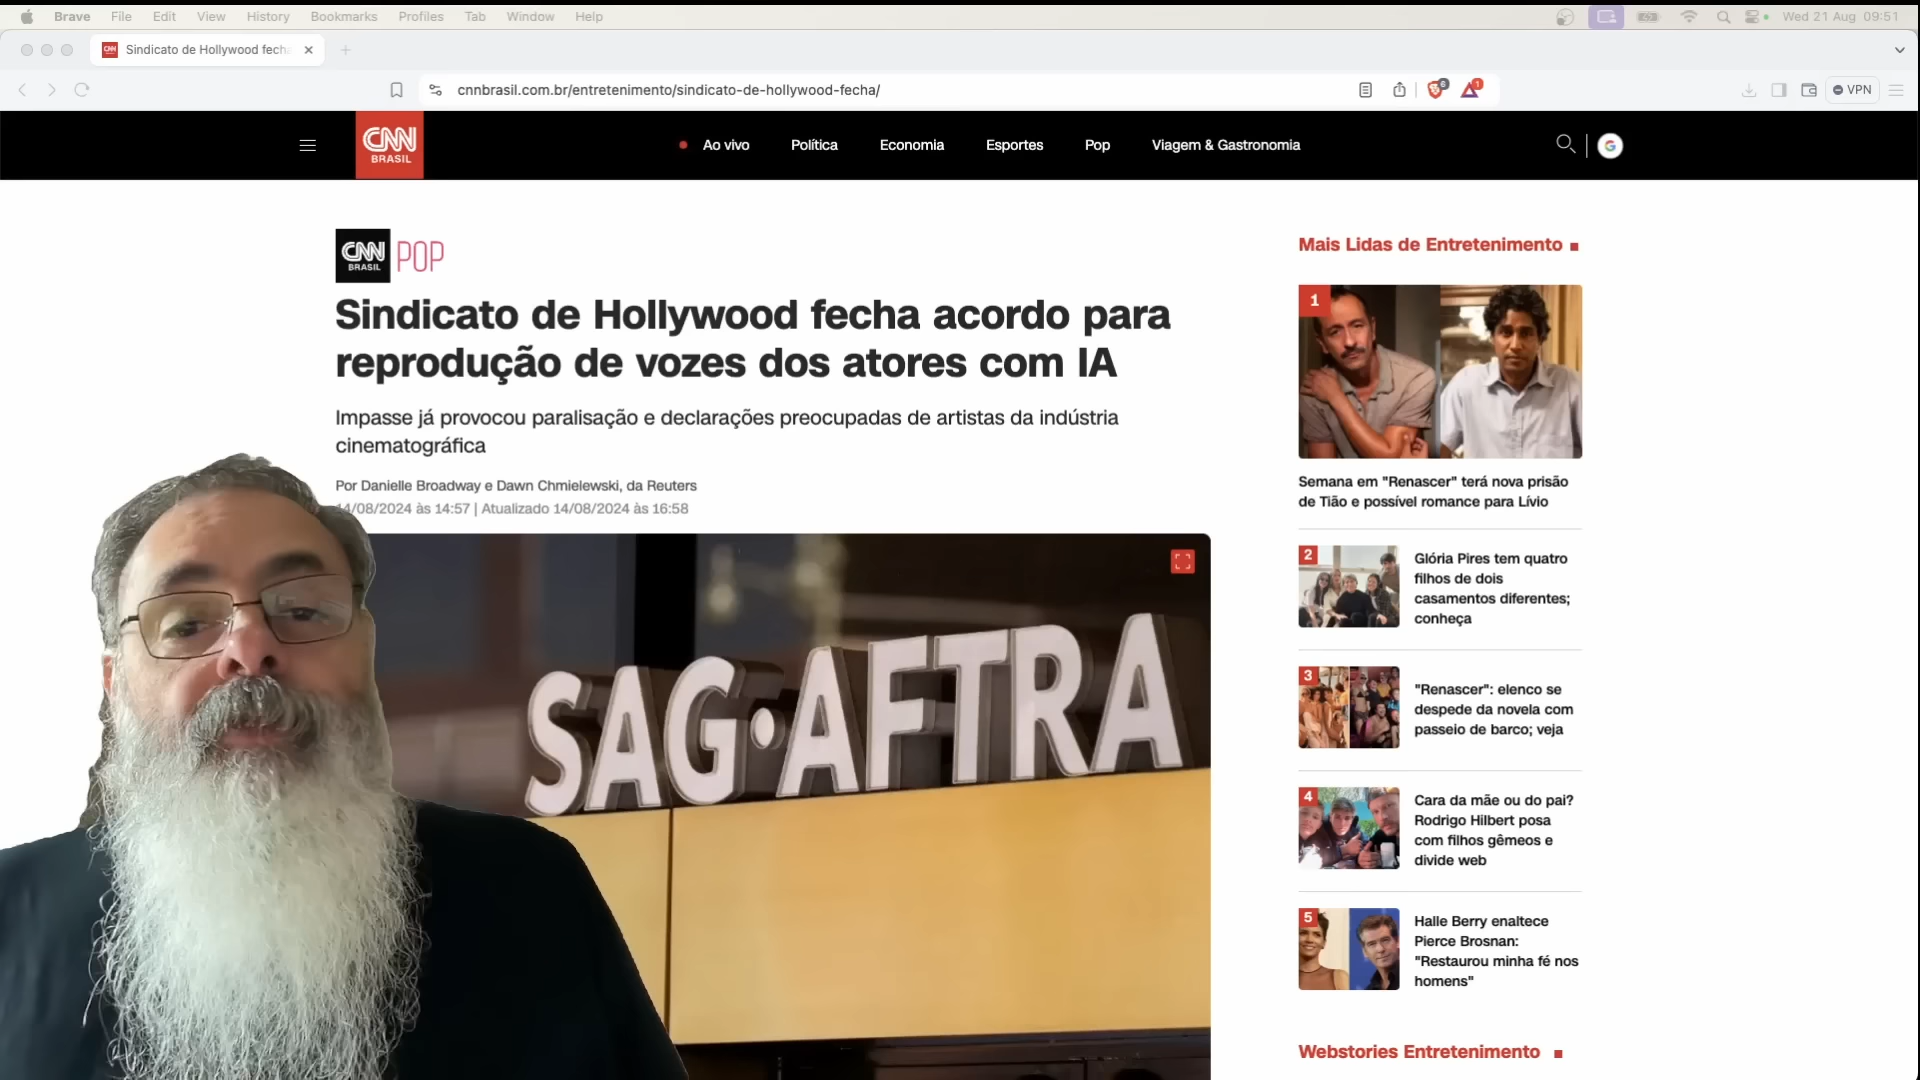 Brave File Edit View History Bookmarks Profiles Tab Window Help
Wed 21 Aug 09:51
Sindicato de Hollywood fecha
cnnbrasil.com.br/entretenimento/sindicato-de-hollywood-fecha/
6
1
VPN
CNN
BRASIL
Ao vivo Política Economia Esportes Pop Viagem & Gastronomia
G
CNN
BRASIL
POP
Sindicato de Hollywood fecha acordo para
reprodução de vozes dos atores com IA
Impasse já provocou paralisação e declarações preocupadas de artistas da indústria
cinematográfica
Por Danielle Broadway e Dawn Chmielewski, da Reuters
14/08/2024 às 14:57 | Atualizado 14/08/2024 às 16:58
SAG·AFTRA
Mais Lidas de Entretenimento
1
Semana em "Renascer" terá nova prisão
de Tião e possível romance para Lívio
2
Glória Pires tem quatro
filhos de dois
casamentos diferentes;
conheça
3
"Renascer": elenco se
despede da novela com
passeio de barco; veja
4
Cara da mãe ou do pai?
Rodrigo Hilbert posa
com filhos gêmeos e
divide web
5
Halle Berry enaltece
Pierce Brosnan:
"Restaurou minha fé nos
homens"
Webstories Entretenimento